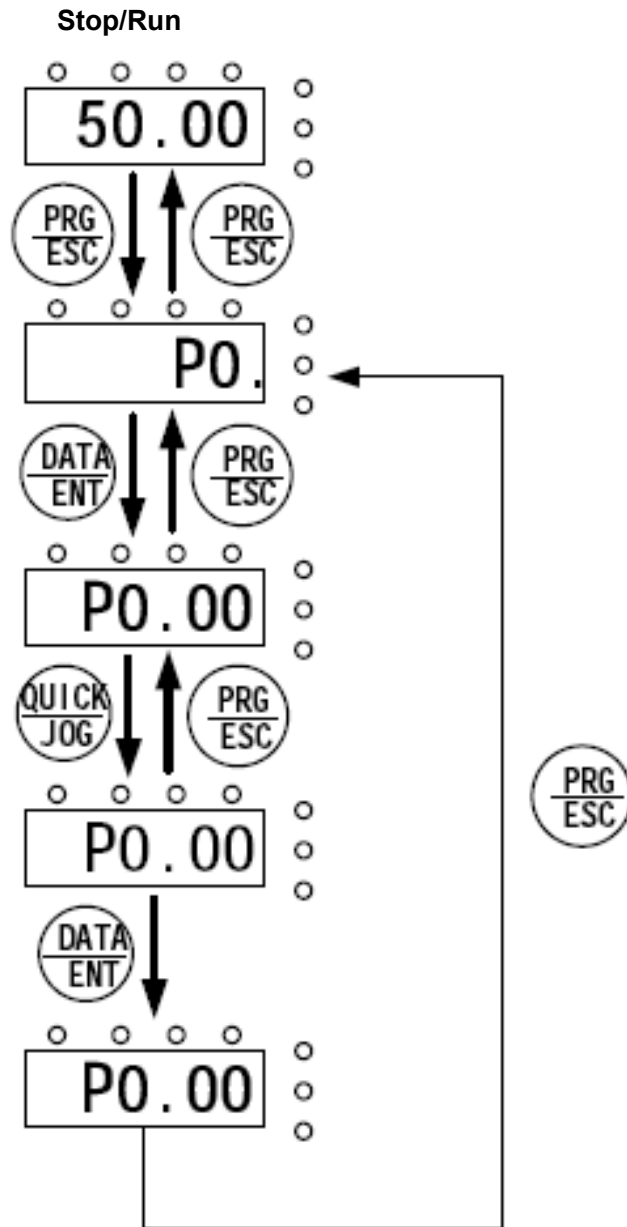 Stop/Run
50.00
PRG
ESC
PRG
ESC
P0.
DATA
ENT
PRG
ESC
P0.00
QUICK
JOG
PRG
ESC
PRG
ESC
P0.00
DATA
ENT
P0.00